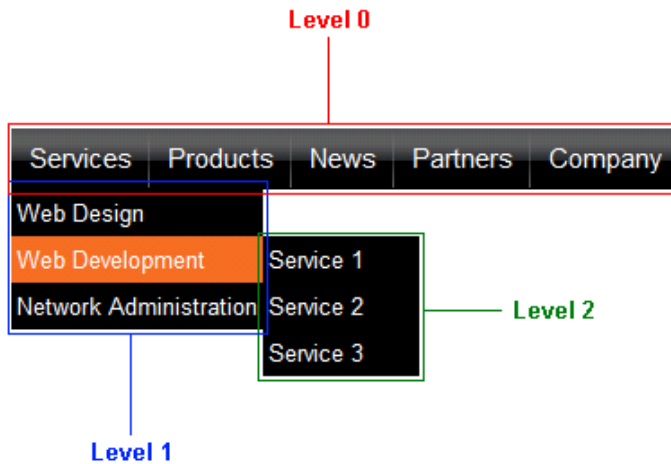 Level 0
Services Products News Partners Company
Web Design
Web Development Service 1
Network Administration Service 2
Level 2
Service 3
Level 1